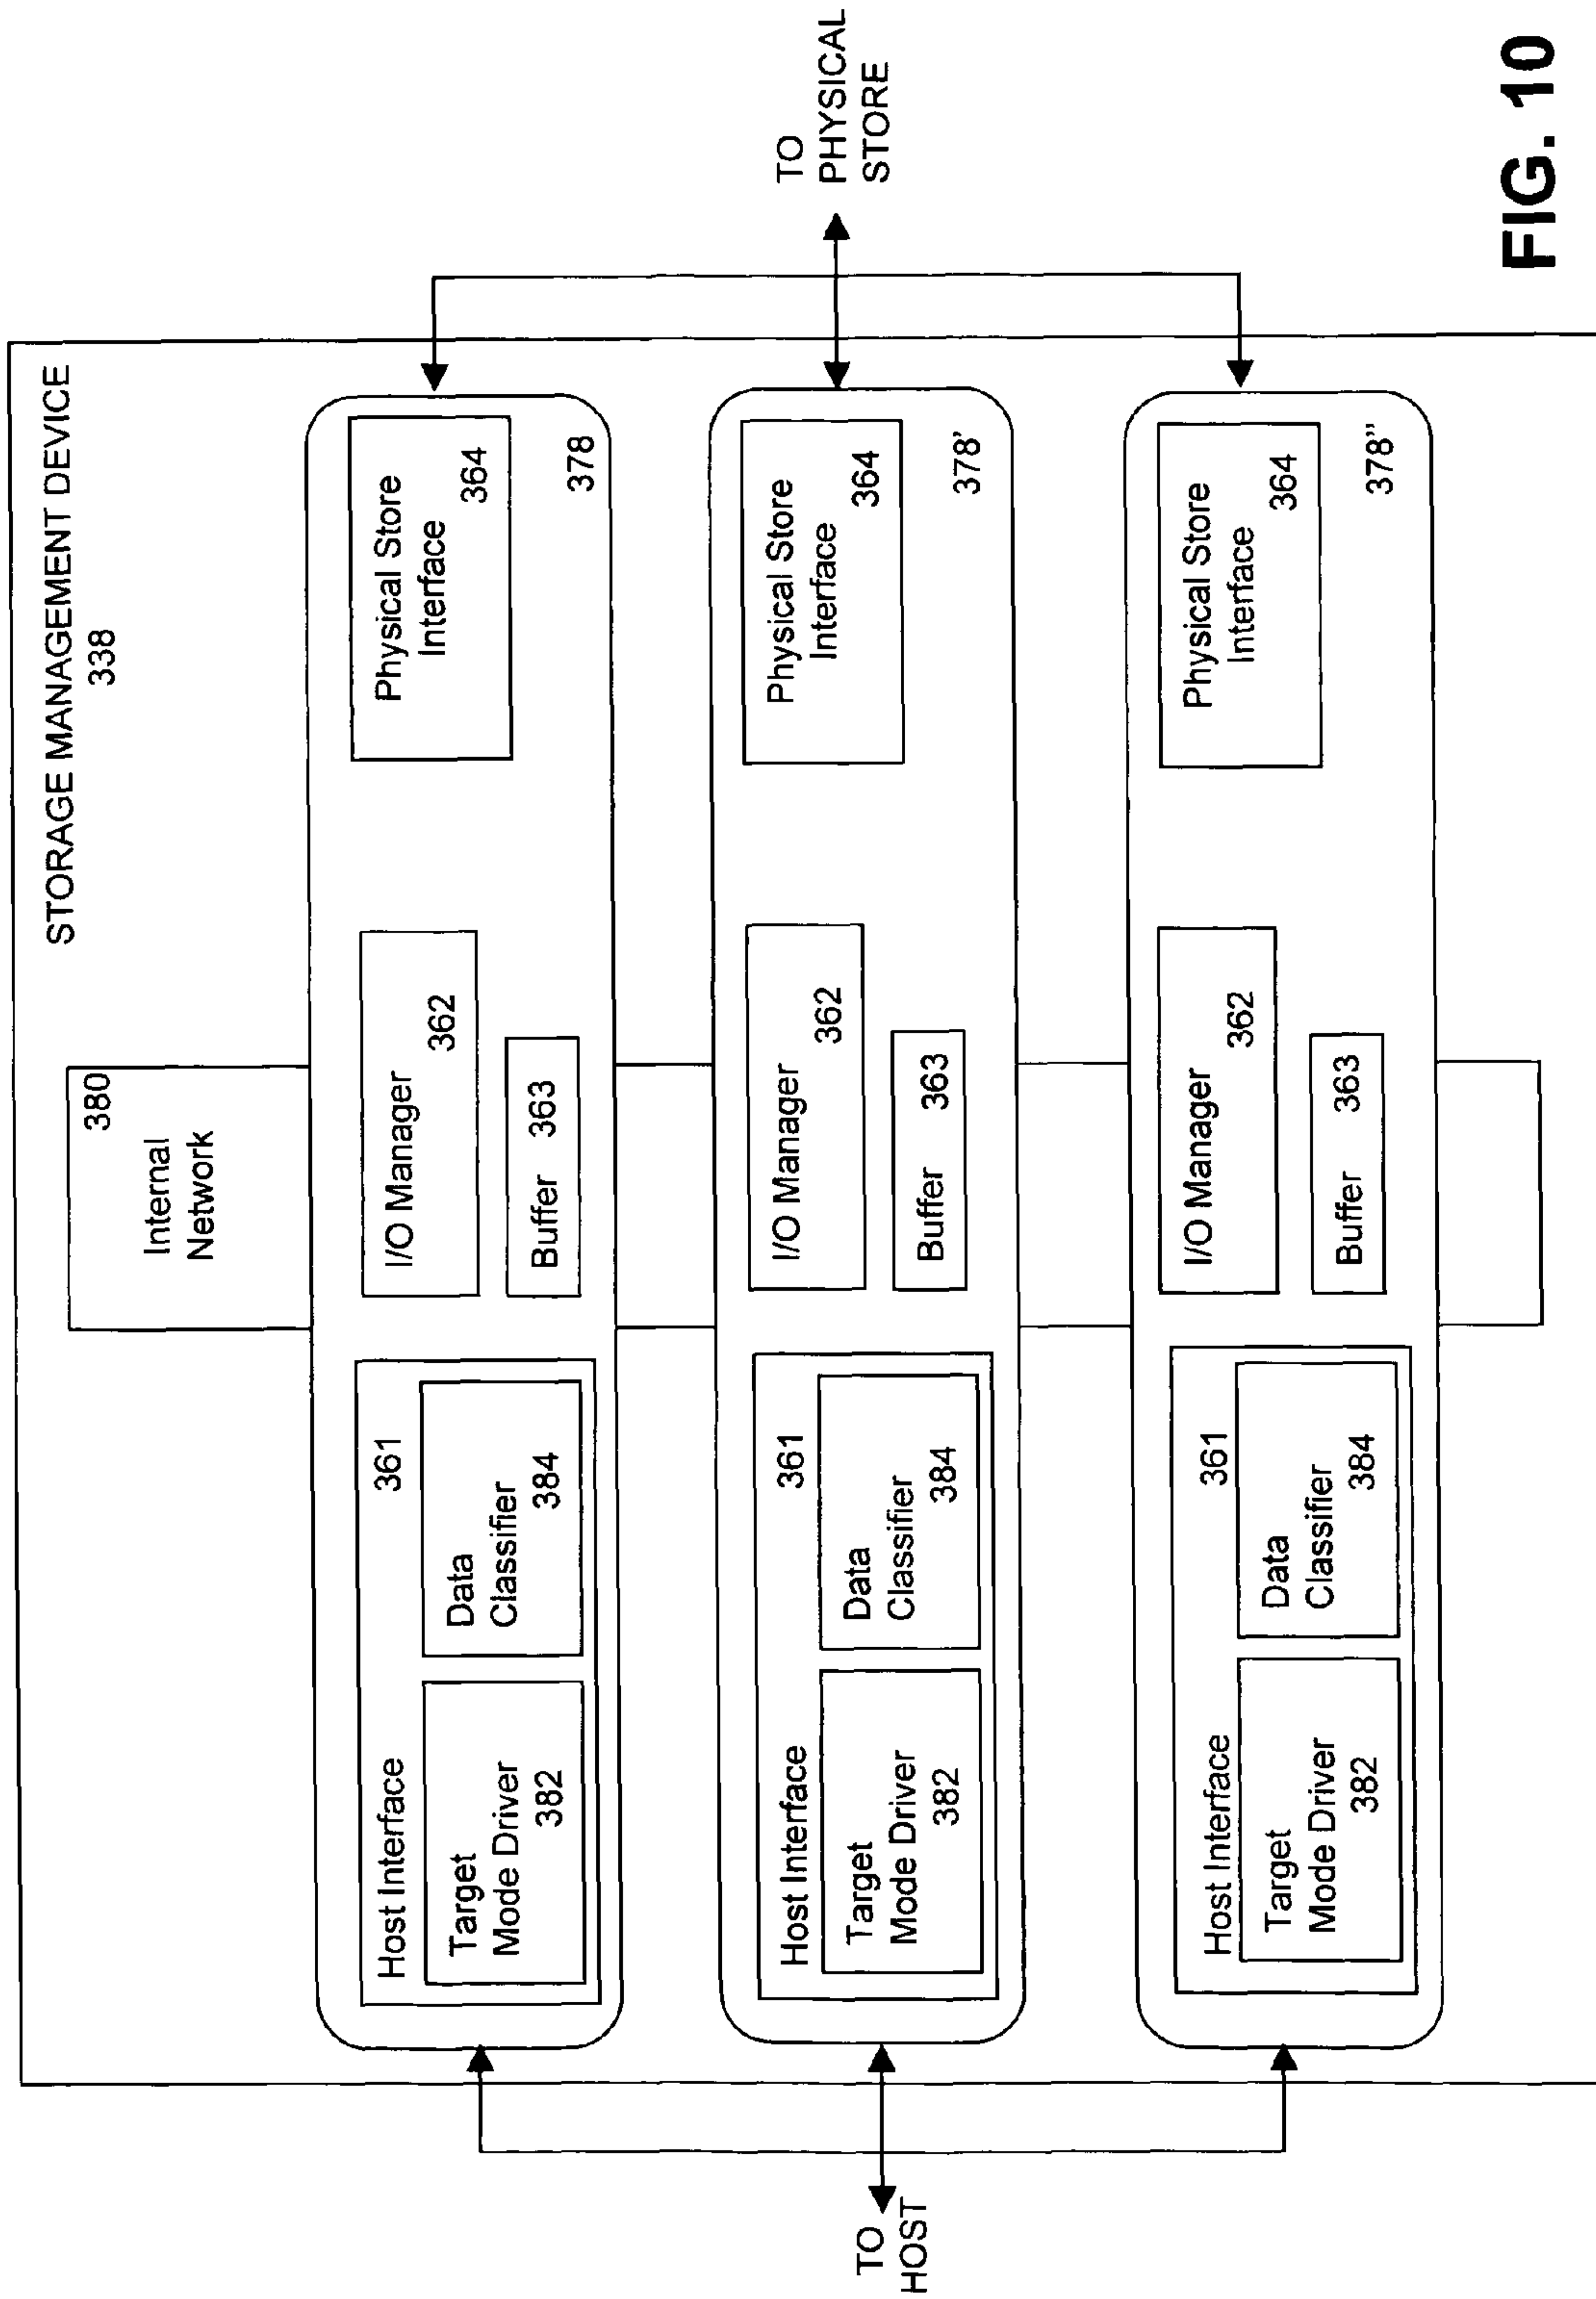 STORAGE MANAGEMENT DEVICE
338
380
Internal
Network
Host Interface
361
Target
Mode Driver
382
Data
Classifier
384
I/O Manager
362
Buffer 363
Physical Store
Interface
364
378
Host Interface
361
Target
Mode Driver
382
Data
Classifier
384
I/O Manager
362
Buffer 363
Physical Store
Interface
364
378'
Host Interface
361
Target
Mode Driver
382
Data
Classifier
384
I/O Manager
362
Buffer 363
Physical Store
Interface
364
378"
TO
HOST
TO
PHYSICAL
STORE
FIG. 10